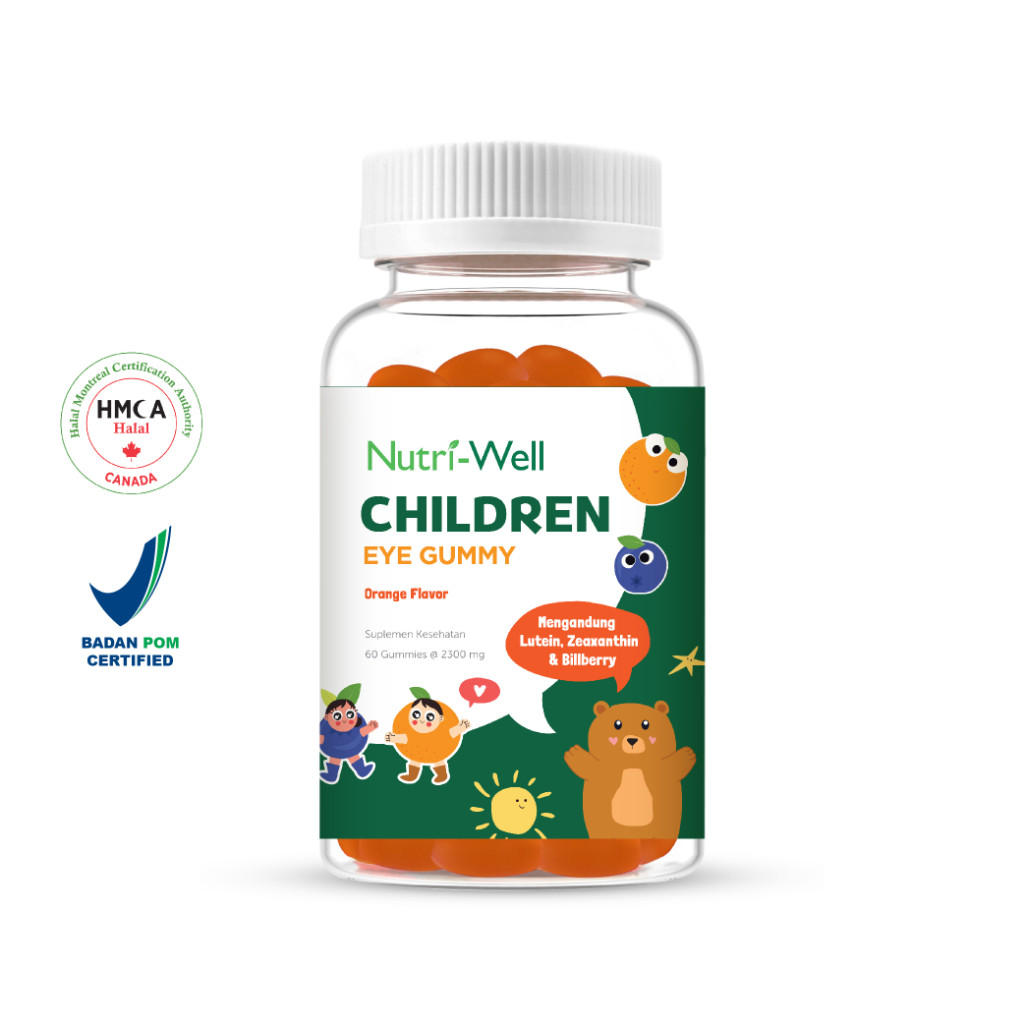 Halal Montreal Certification Authority
HMCA
Halal
CANADA
BADAN POM
CERTIFIED
Nutri-Well
CHILDREN
EYE GUMMY
Orange Flavor
Suplemen Kesehatan
60 Gummies @ 2300 mg
Mengandung
Lutein, Zeaxanthin
& Billberry